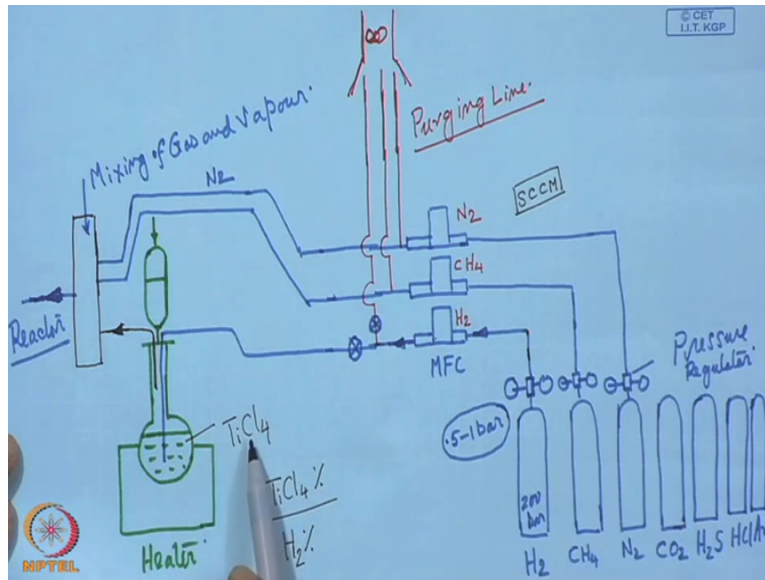 © CET
I.I.T. KGP
Mixing of Gas and Vapour.
N2
Purging Line.
SCCM
N2
CH4
H2
MFC
Reactor
Pressure
Regulator.
.5-1 bar
TiCl4
TiCl4 %
H2 %
Heater
200
bar
H2
CH4
N2
CO2
H2S
HCl
Ar
NPTEL